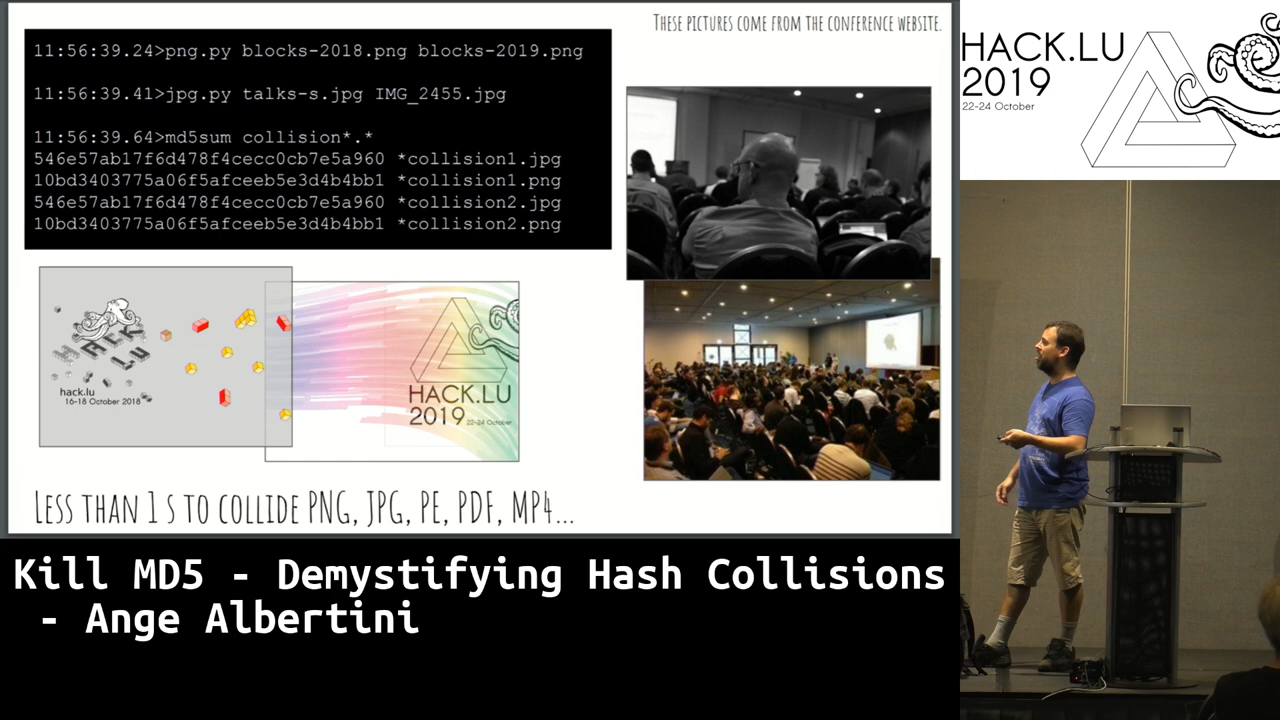 THESE PICTURES COME FROM THE CONFERENCE WEBSITE.
11:56:39.24>png.py blocks-2018.png blocks-2019.png
11:56:39.41>jpg.py talks-s.jpg IMG_2455.jpg
11:56:39.64>md5sum collision*.*
546e57ab17f6d478f4cecc0cb7e5a960 *collision1.jpg
10bd3403775a06f5afceeb5e3d4b4bb1 *collision1.png
546e57ab17f6d478f4cecc0cb7e5a960 *collision2.jpg
10bd3403775a06f5afceeb5e3d4b4bb1 *collision2.png
HACK
LU
hack.lu
16-18 October 2018
HACK.LU
2019 22-24 October
LESS THAN 1 S TO COLLIDE PNG, JPG, PE, PDF, MP4...
HACK.LU
2019
22-24 October
Kill MD5 - Demystifying Hash Collisions
- Ange Albertini